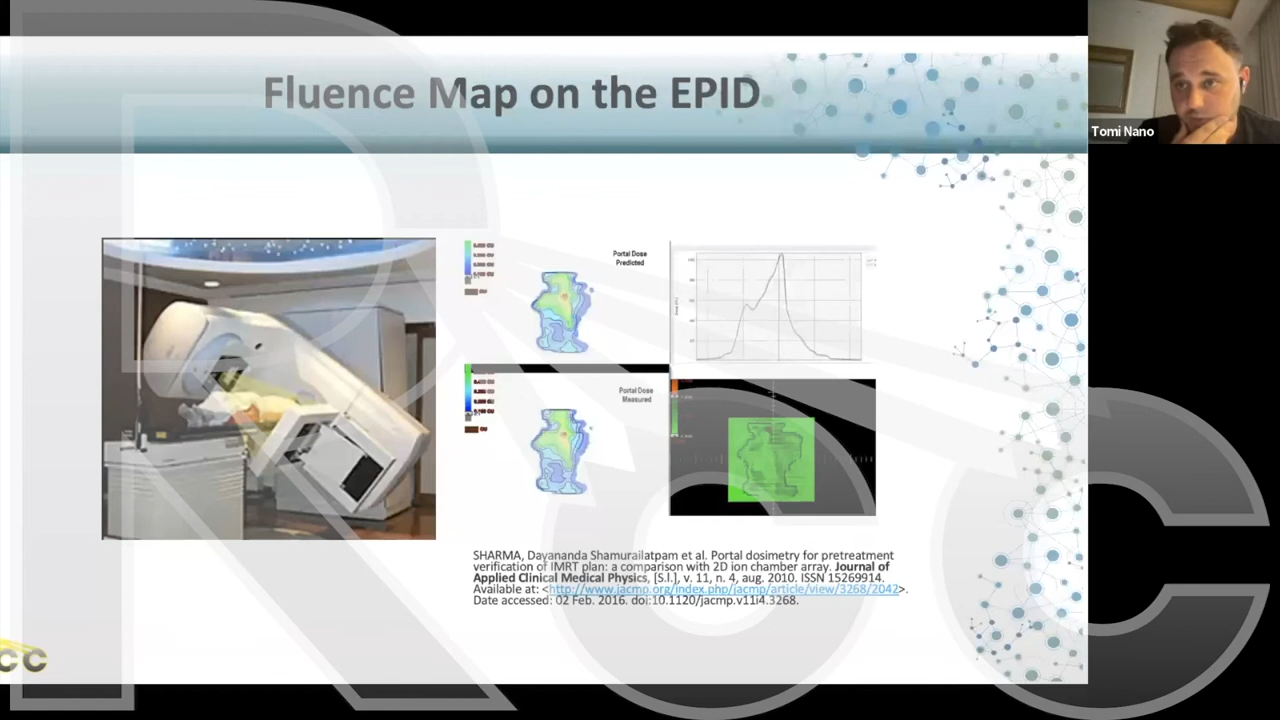 Fluence Map on the EPID
Tomi Nano
Portal Dose
Predicted
Portal Dose
Measured
SHARMA, Dayananda Shamurailatpam et al. Portal dosimetry for pretreatment
verification of IMRT plan: a comparison with 2D ion chamber array. Journal of
Applied Clinical Medical Physics, [S.l.], v. 11, n. 4, aug. 2010. ISSN 15269914.
Available at: <http://www.jacmp.org/index.php/jacmp/article/view/3268/2042>.
Date accessed: 02 Feb. 2016. doi:10.1120/jacmp.v11i4.3268.
CC
RCC